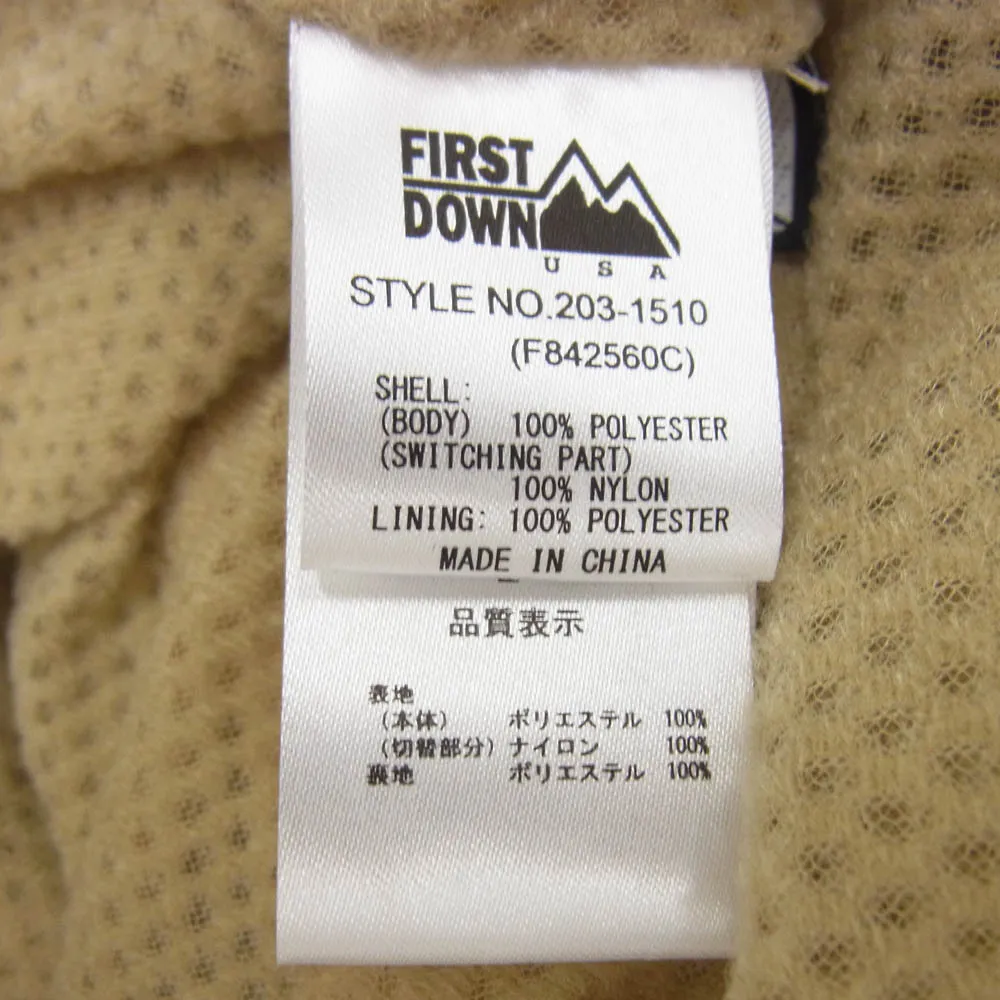 FIRST
DOWN
USA
STYLE NO.203-1510
(F842560C)
SHELL:
(BODY) 100% POLYESTER
(SWITCHING PART)
100% NYLON
LINING: 100% POLYESTER
MADE IN CHINA
品質表示
表地
(本体) ポリエステル 100%
(切替部分) ナイロン 100%
裏地 ポリエステル 100%